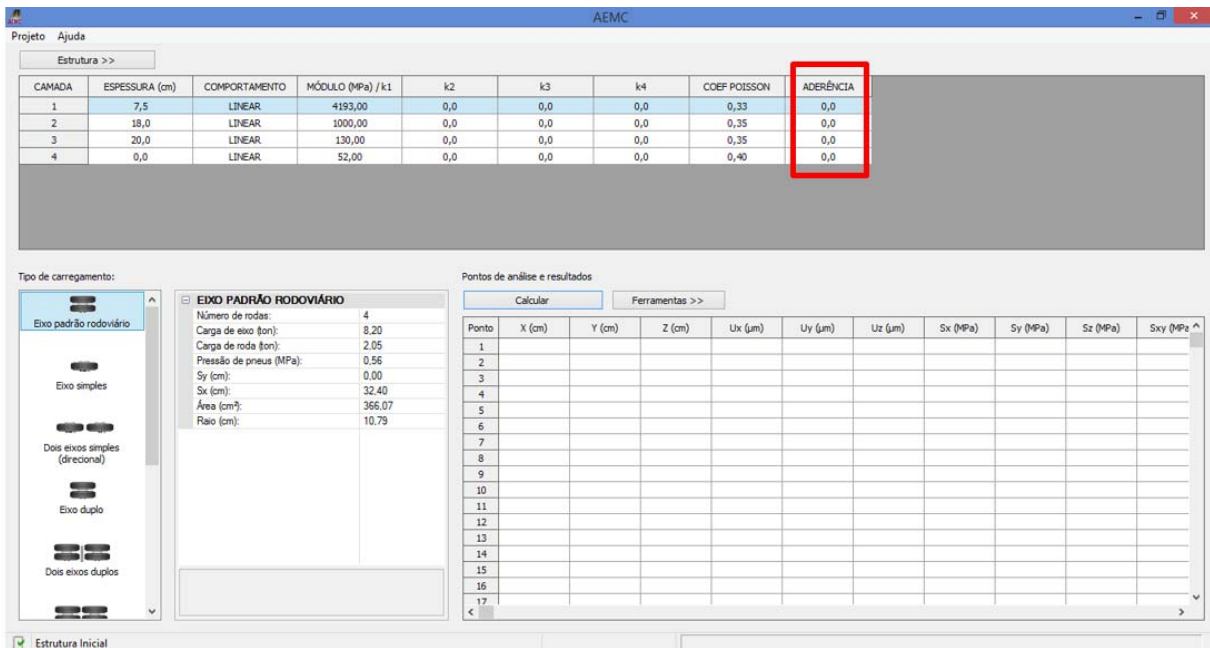 AEMC
Projeto Ajuda
Estrutura >>
CAMADA ESPESSURA (cm) COMPORTAMENTO MÓDULO (MPa) / k1 k2 k3 k4 COEF POISSON ADERÊNCIA
1 7,5 LINEAR 4193,00 0,0 0,0 0,0 0,33 0,0
2 18,0 LINEAR 1000,00 0,0 0,0 0,0 0,35 0,0
3 20,0 LINEAR 130,00 0,0 0,0 0,0 0,35 0,0
4 0,0 LINEAR 52,00 0,0 0,0 0,0 0,40 0,0
Tipo de carregamento:
Eixo padrão rodoviário
Eixo simples
Dois eixos simples
(direcional)
Eixo duplo
Dois eixos duplos
EIXO PADRÃO RODOVIÁRIO
Número de rodas: 4
Carga de eixo (ton): 8,20
Carga de roda (ton): 2,05
Pressão de pneus (MPa): 0,56
Sy (cm): 0,00
Sx (cm): 32,40
Área (cm²): 366,07
Raio (cm): 10,79
Pontos de análise e resultados
Calcular Ferramentas >>
Ponto X (cm) Y (cm) Z (cm) Ux (µm) Uy (µm) Uz (µm) Sx (MPa) Sy (MPa) Sz (MPa) Sxy (MPa
1
2
3
4
5
6
7
8
9
10
11
12
13
14
15
16
17
Estrutura Inicial